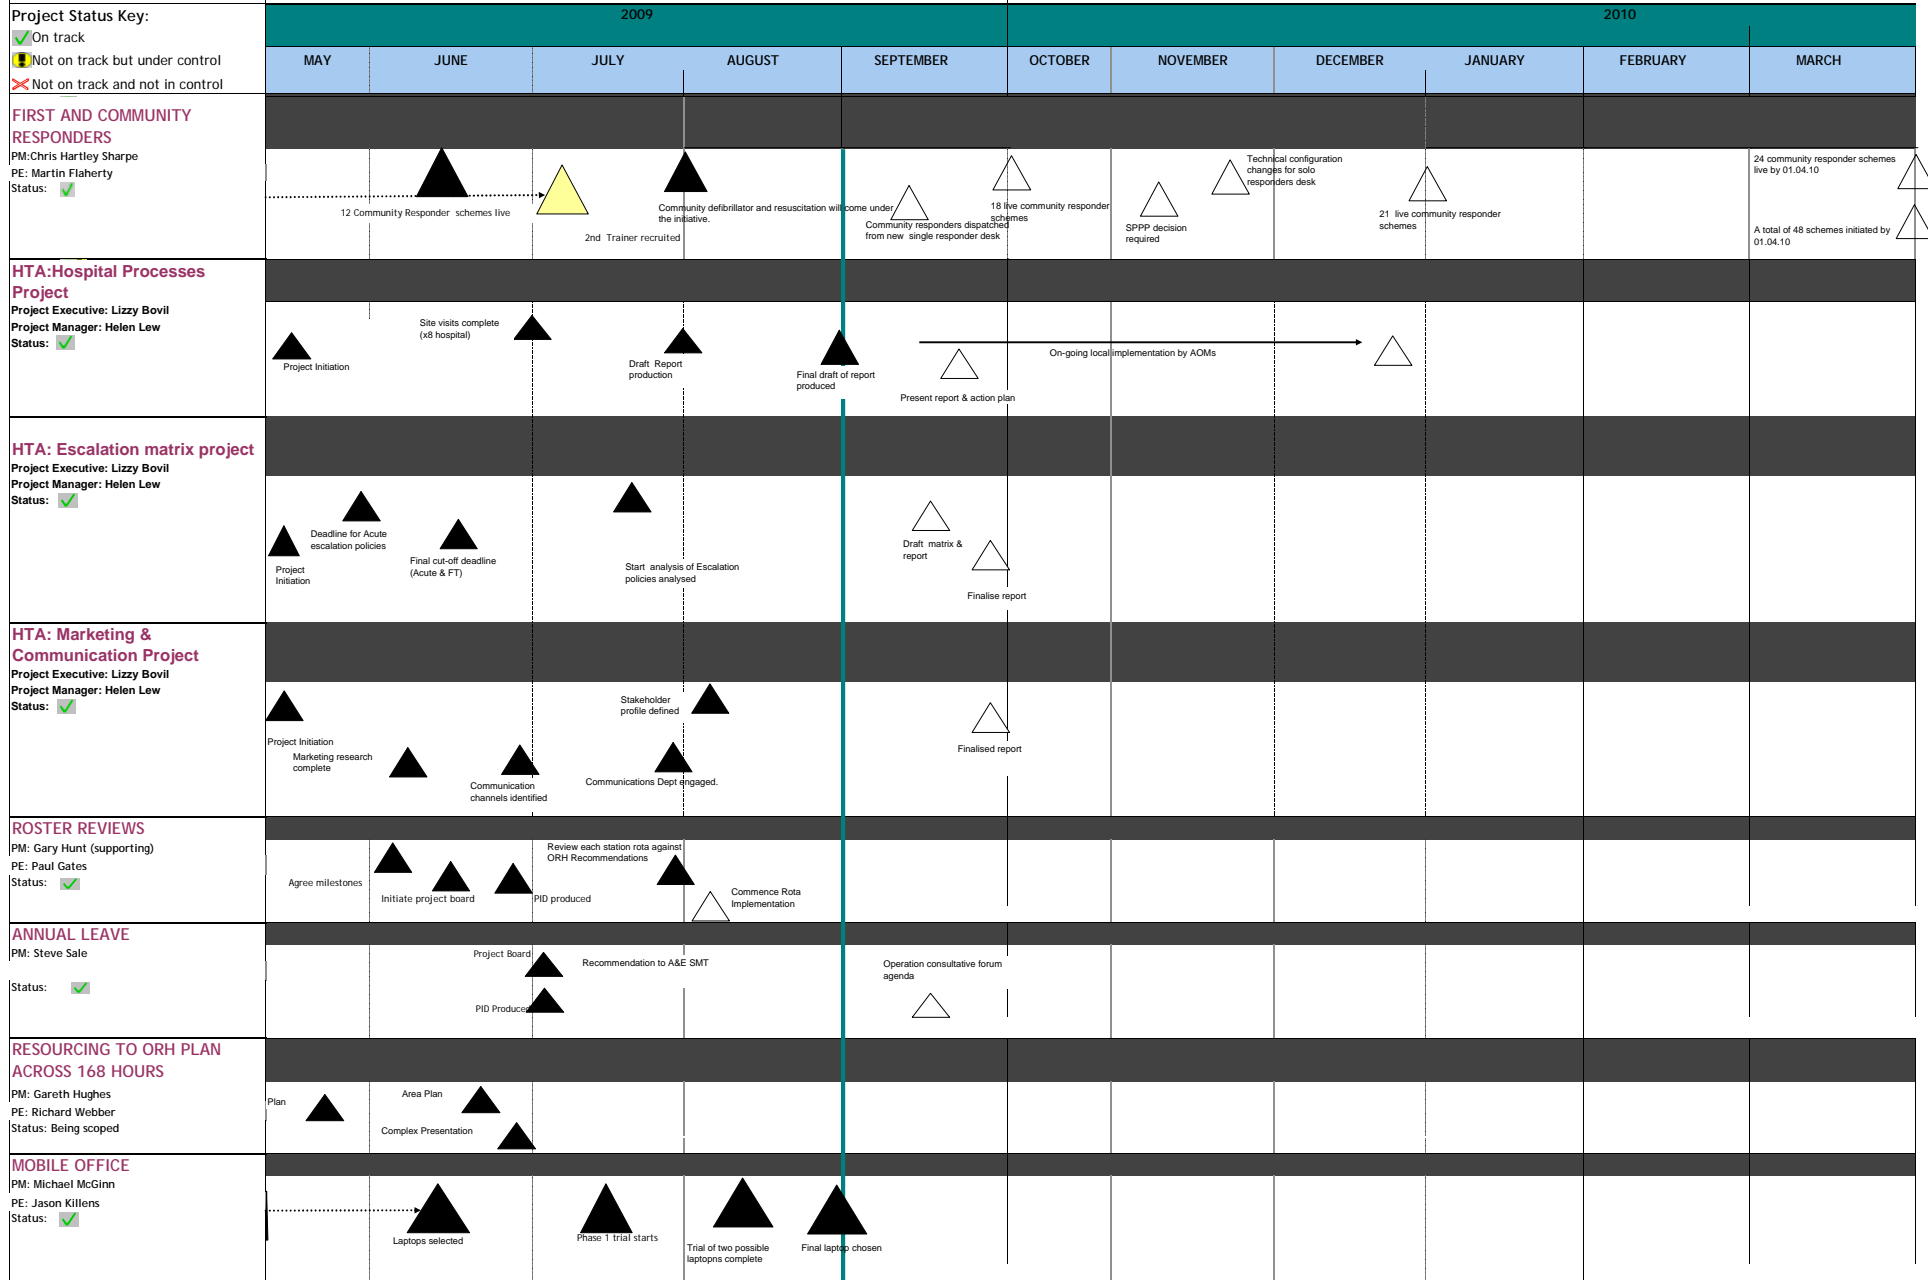 Project Status Key:
On track
Not on track but under control
Not on track and not in control
2009
2010
MAY
JUNE
JULY
AUGUST
SEPTEMBER
OCTOBER
NOVEMBER
DECEMBER
JANUARY
FEBRUARY
MARCH
FIRST AND COMMUNITY
RESPONDERS
PM:Chris Hartley Sharpe
PE: Martin Flaherty
Status:
12 Community Responder schemes live
2nd Trainer recruited
Community defibrillator and resuscitation will come under
the initiative.
Community responders dispatched
from new single responder desk
18 live community responder
schemes
SPPP decision
required
Technical configuration
changes for solo
responders desk
21 live community responder
schemes
24 community responder schemes
live by 01.04.10
A total of 48 schemes initiated by
01.04.10
HTA:Hospital Processes
Project
Project Executive: Lizzy Bovil
Project Manager: Helen Lew
Status:
Project Initiation
Site visits complete
(x8 hospital)
Draft Report
production
Final draft of report
produced
Present report & action plan
On-going local implementation by AOMs
HTA: Escalation matrix project
Project Executive: Lizzy Bovil
Project Manager: Helen Lew
Status:
Project
Initiation
Deadline for Acute
escalation policies
Final cut-off deadline
(Acute & FT)
Start analysis of Escalation
policies analysed
Draft matrix &
report
Finalise report
HTA: Marketing &
Communication Project
Project Executive: Lizzy Bovil
Project Manager: Helen Lew
Status:
Project Initiation
Marketing research
complete
Communication
channels identified
Stakeholder
profile defined
Communications Dept engaged.
Finalised report
ROSTER REVIEWS
PM: Gary Hunt (supporting)
PE: Paul Gates
Status:
Agree milestones
Initiate project board
PID produced
Review each station rota against
ORH Recommendations
Commence Rota
Implementation
ANNUAL LEAVE
PM: Steve Sale
Status:
Project Board
PID Produced
Recommendation to A&E SMT
Operation consultative forum
agenda
RESOURCING TO ORH PLAN
ACROSS 168 HOURS
PM: Gareth Hughes
PE: Richard Webber
Status: Being scoped
Plan
Area Plan
Complex Presentation
MOBILE OFFICE
PM: Michael McGinn
PE: Jason Killens
Status:
Laptops selected
Phase 1 trial starts
Trial of two possible
laptopns complete
Final laptop chosen